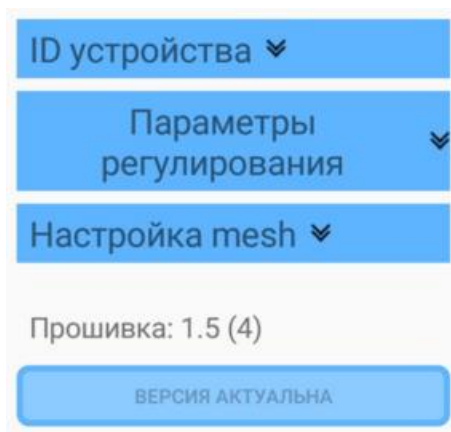 ID устройства
Параметры
регулирования
Настройка mesh
Прошивка: 1.5 (4)
ВЕРСИЯ АКТУАЛЬНА